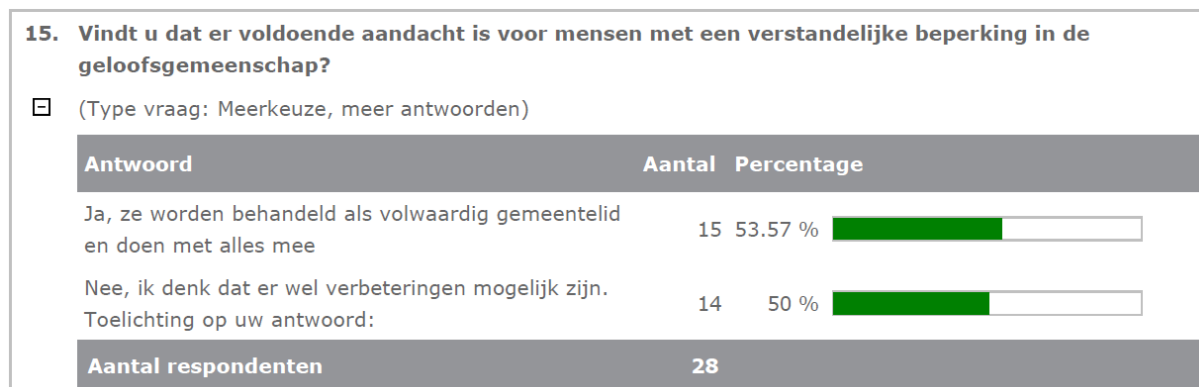 15. Vindt u dat er voldoende aandacht is voor mensen met een verstandelijke beperking in de
geloofsgemeenschap?
(Type vraag: Meerkeuze, meer antwoorden)
Antwoord Aantal Percentage
Ja, ze worden behandeld als volwaardig gemeentelid
en doen met alles mee 15 53.57 %
Nee, ik denk dat er wel verbeteringen mogelijk zijn.
Toelichting op uw antwoord: 14 50 %
Aantal respondenten 28